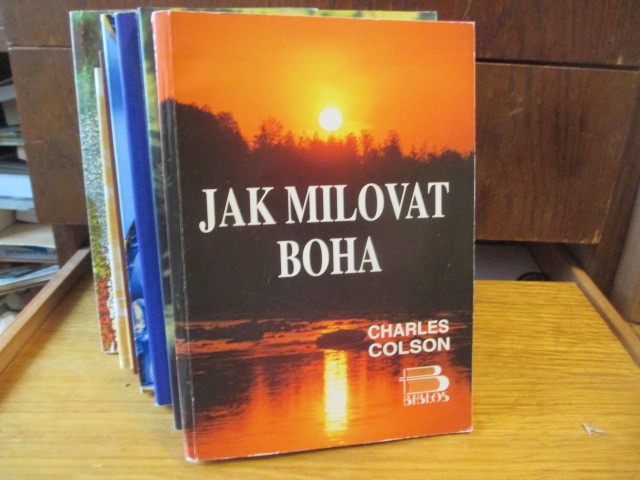 JAK MILOVAT
BOHA
CHARLES
COLSON
BIBLOS